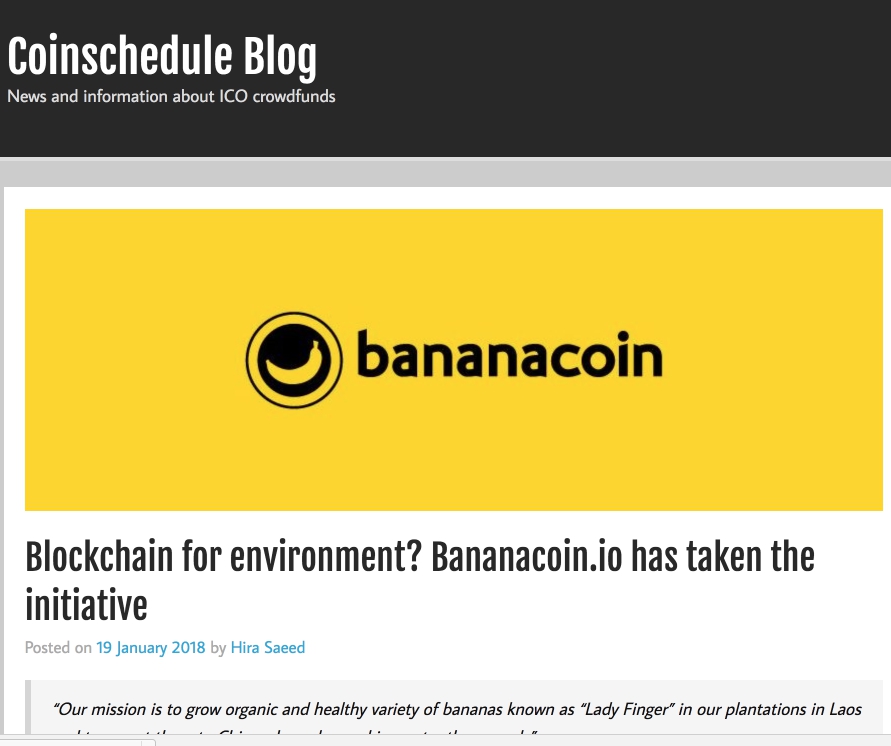 Coinschedule Blog
News and information about ICO crowdfunds
bananacoin
Blockchain for environment? Bananacoin.io has taken the
initiative
Posted on 19 January 2018 by Hira Saeed
“Our mission is to grow organic and healthy variety of bananas known as “Lady Finger” in our plantations in Laos